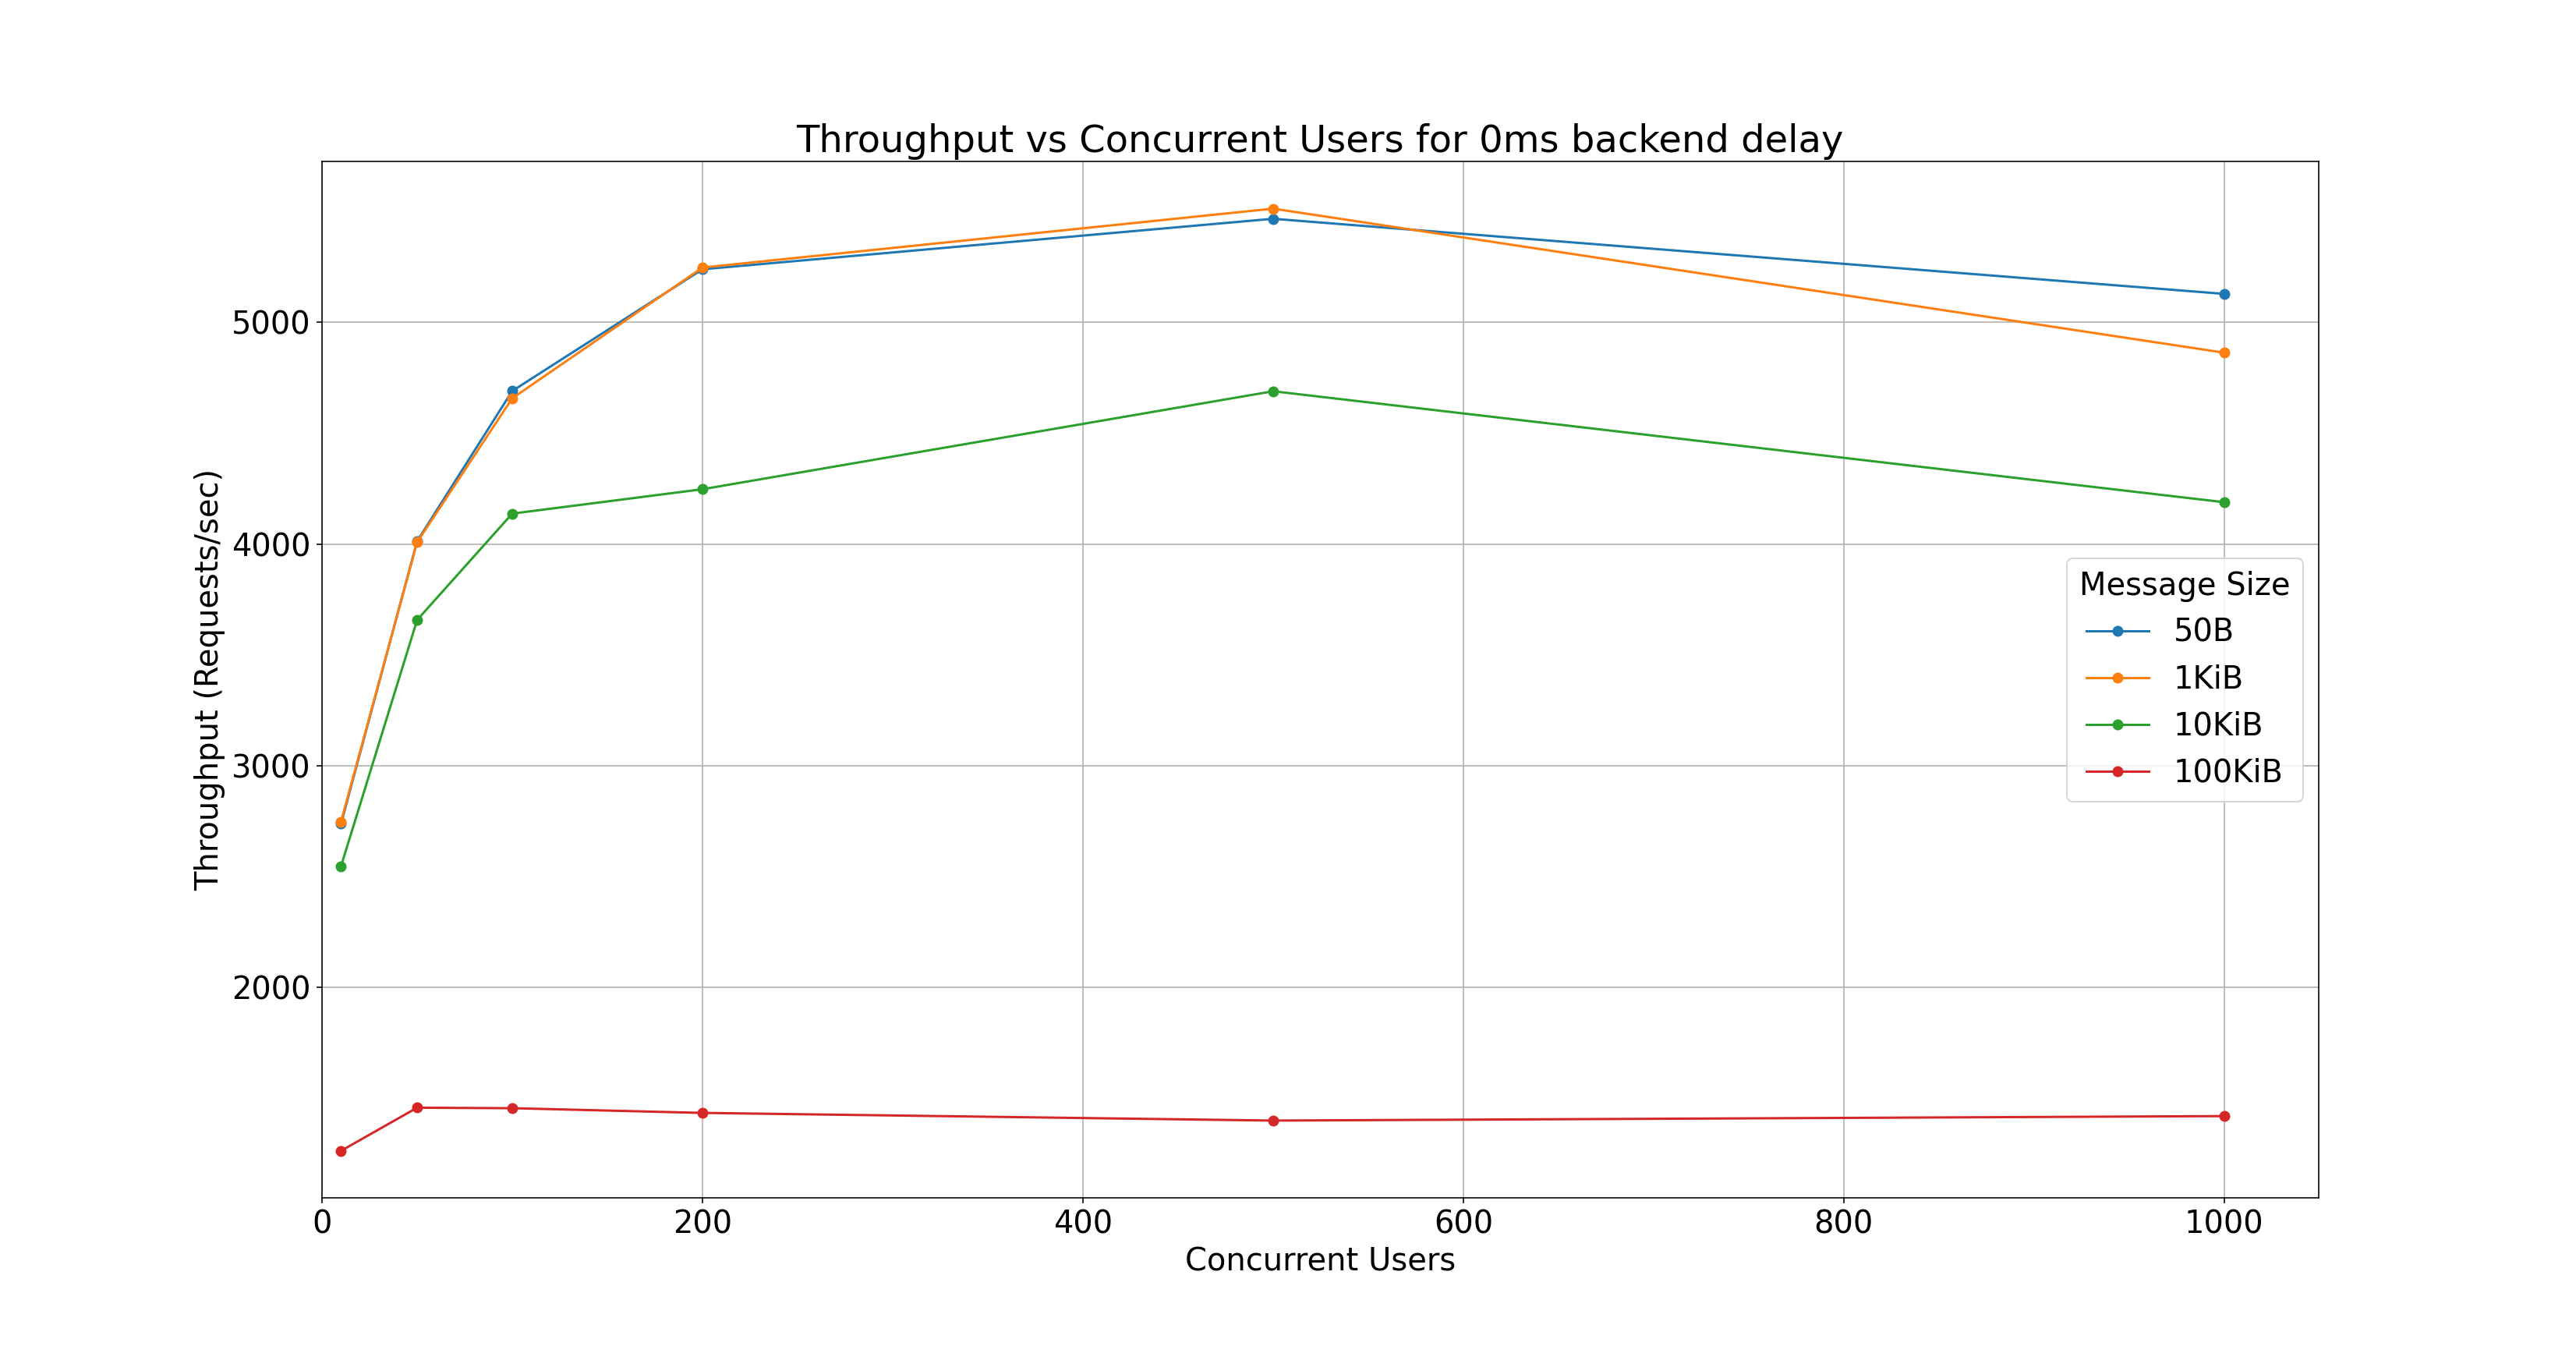 Throughput vs Concurrent Users for 0ms backend delay
Throughput (Requests/sec)
5000
4000
3000
2000
Message Size
50B
1KiB
10KiB
100KiB
0
200
400
600
800
1000
Concurrent Users